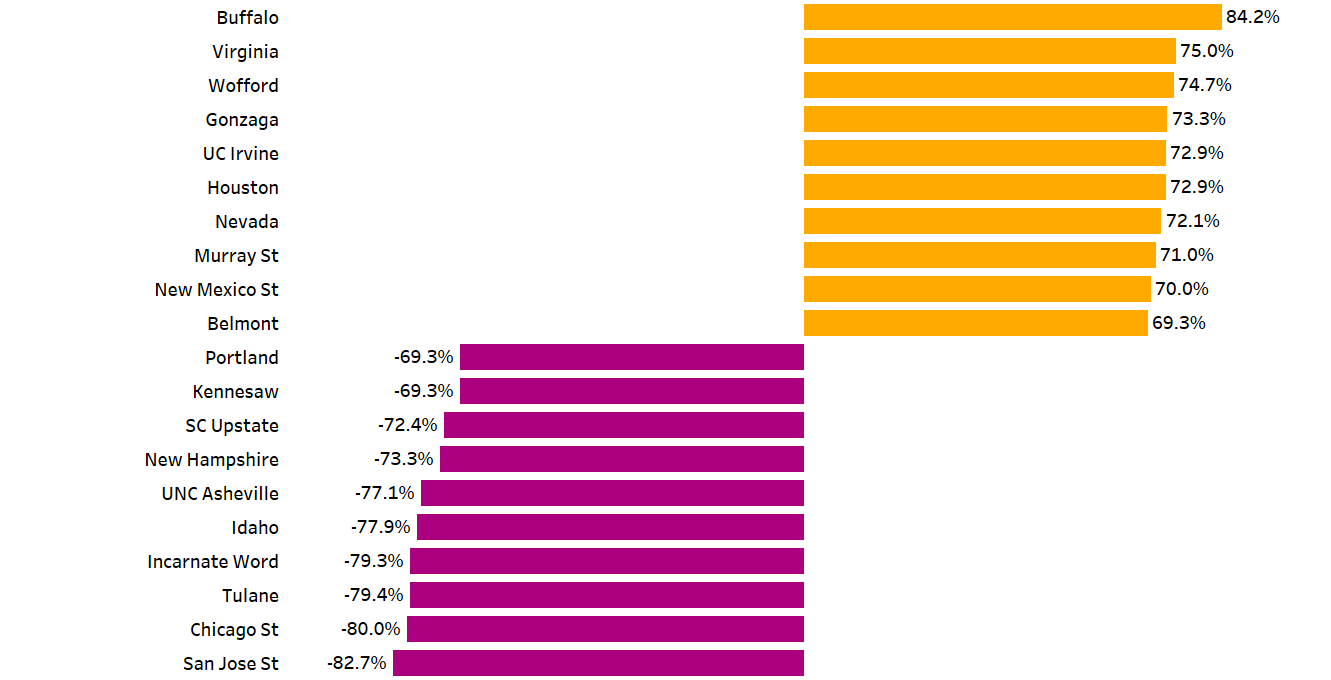 Buffalo 84.2%
Virginia 75.0%
Wofford 74.7%
Gonzaga 73.3%
UC Irvine 72.9%
Houston 72.9%
Nevada 72.1%
Murray St 71.0%
New Mexico St 70.0%
Belmont 69.3%
Portland -69.3%
Kennesaw -69.3%
SC Upstate -72.4%
New Hampshire -73.3%
UNC Asheville -77.1%
Idaho -77.9%
Incarnate Word -79.3%
Tulane -79.4%
Chicago St -80.0%
San Jose St -82.7%